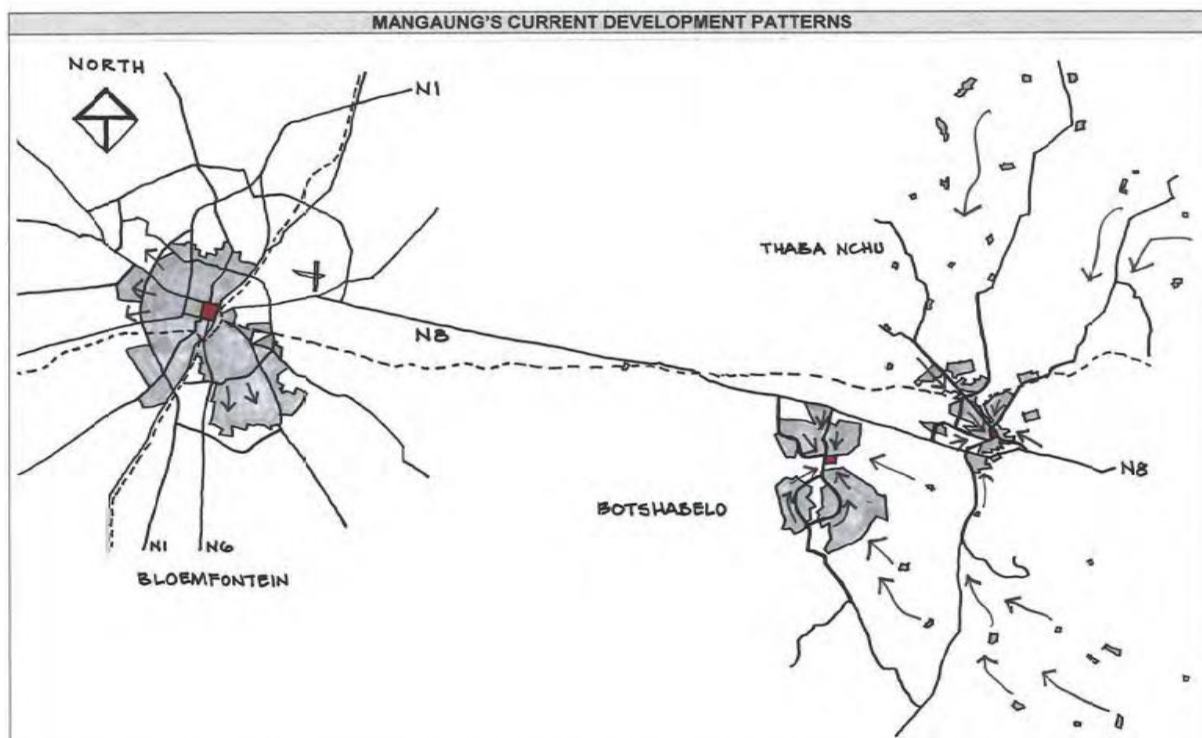 MANGAUNG'S CURRENT DEVELOPMENT PATTERNS
NORTH
N1
THABA NCHU
N8
N8
BOTSHABELO
N1
N6
BLOEMFONTEIN